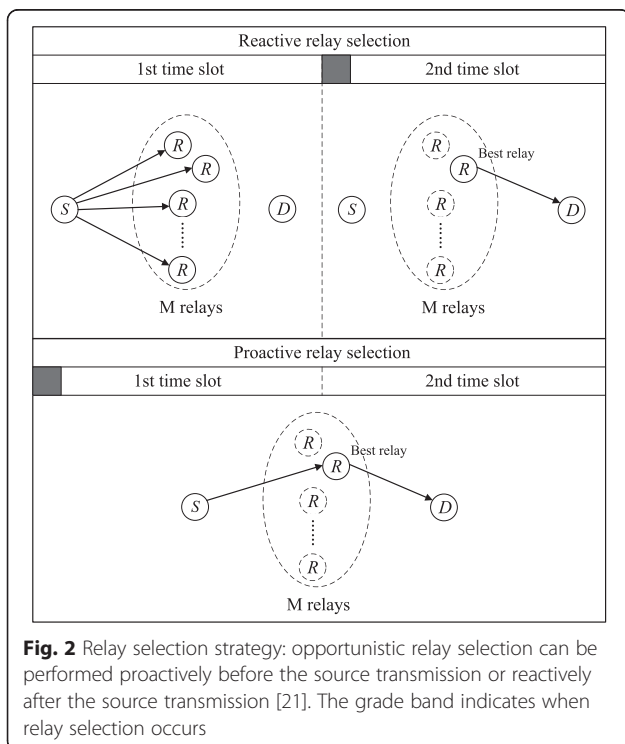 Reactive relay selection
1st time slot 2nd time slot
R R
R R Best relay
S R D S R D
R R
M relays M relays
Proactive relay selection
1st time slot 2nd time slot
R
R Best relay
S R D
R
M relays
Fig. 2 Relay selection strategy: opportunistic relay selection can be
performed proactively before the source transmission or reactively
after the source transmission [21]. The grade band indicates when
relay selection occurs